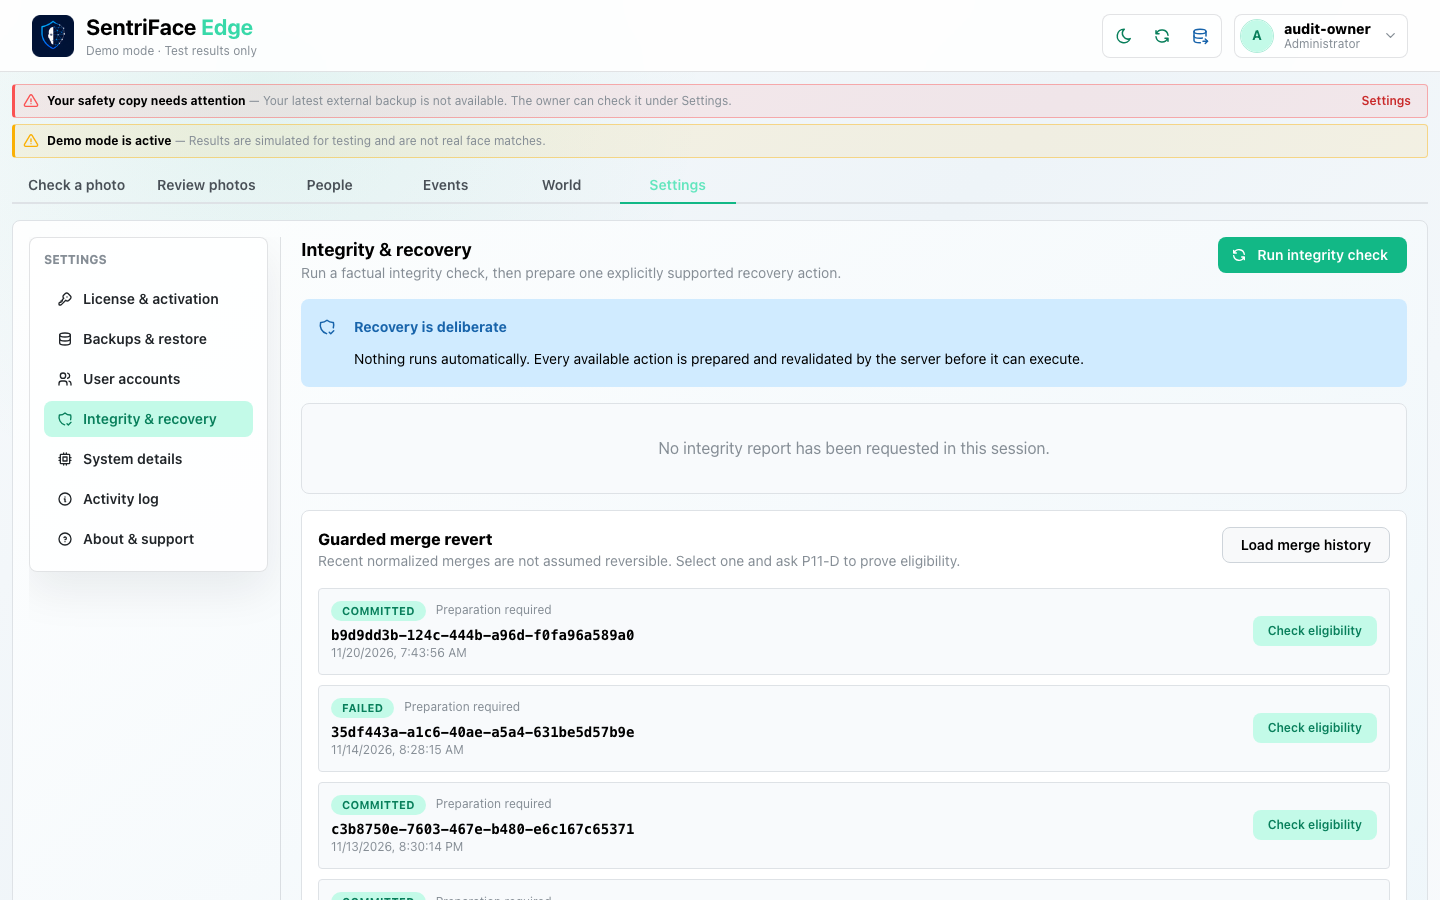 SentriFace Edge
Demo mode · Test results only
A
audit-owner
Administrator
Your safety copy needs attention — Your latest external backup is not available. The owner can check it under Settings.
Settings
Demo mode is active — Results are simulated for testing and are not real face matches.
Check a photo
Review photos
People
Events
World
Settings
SETTINGS
License & activation
Backups & restore
User accounts
Integrity & recovery
System details
Activity log
About & support
Integrity & recovery
Run a factual integrity check, then prepare one explicitly supported recovery action.
Run integrity check
Recovery is deliberate
Nothing runs automatically. Every available action is prepared and revalidated by the server before it can execute.
No integrity report has been requested in this session.
Guarded merge revert
Recent normalized merges are not assumed reversible. Select one and ask P11-D to prove eligibility.
Load merge history
COMMITTED Preparation required
b9d9dd3b-124c-444b-a96d-f0fa96a589a0
11/20/2026, 7:43:56 AM
Check eligibility
FAILED Preparation required
35df443a-a1c6-40ae-a5a4-631be5d57b9e
11/14/2026, 8:28:15 AM
Check eligibility
COMMITTED Preparation required
c3b8750e-7603-467e-b480-e6c167c65371
11/13/2026, 8:30:14 PM
Check eligibility
COMMITTED Preparation required